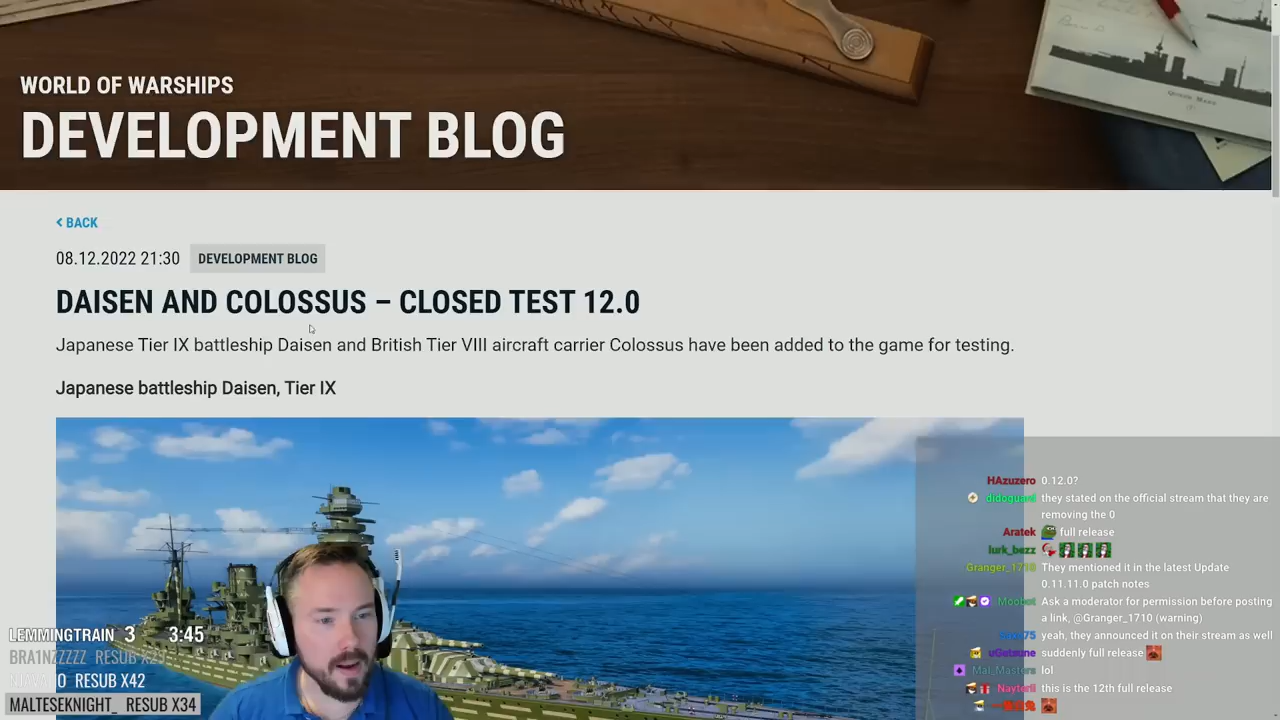 WORLD OF WARSHIPS
DEVELOPMENT BLOG
BACK
08.12.2022 21:30 DEVELOPMENT BLOG
DAISEN AND COLOSSUS – CLOSED TEST 12.0
Japanese Tier IX battleship Daisen and British Tier VIII aircraft carrier Colossus have been added to the game for testing.
Japanese battleship Daisen, Tier IX
HAzuzero 0.12.0?
they stated on the official stream that they are
removing the 0
Aratek full release
lurk_bezz
Granger_1710 They mentioned it in the latest Update
0.11.11.0 patch notes
Moobot Ask a moderator for permission before posting
a link, @Granger_1710 (warning)
yeah, they announced it on their stream as well
uGetsune suddenly full release
lol
this is the 12th full release
LEMMINGTRAIN 3 3:45
BRA1NZZZZZ RESUB
RESUB X42
MALTESEKNIGHT_ RESUB X34